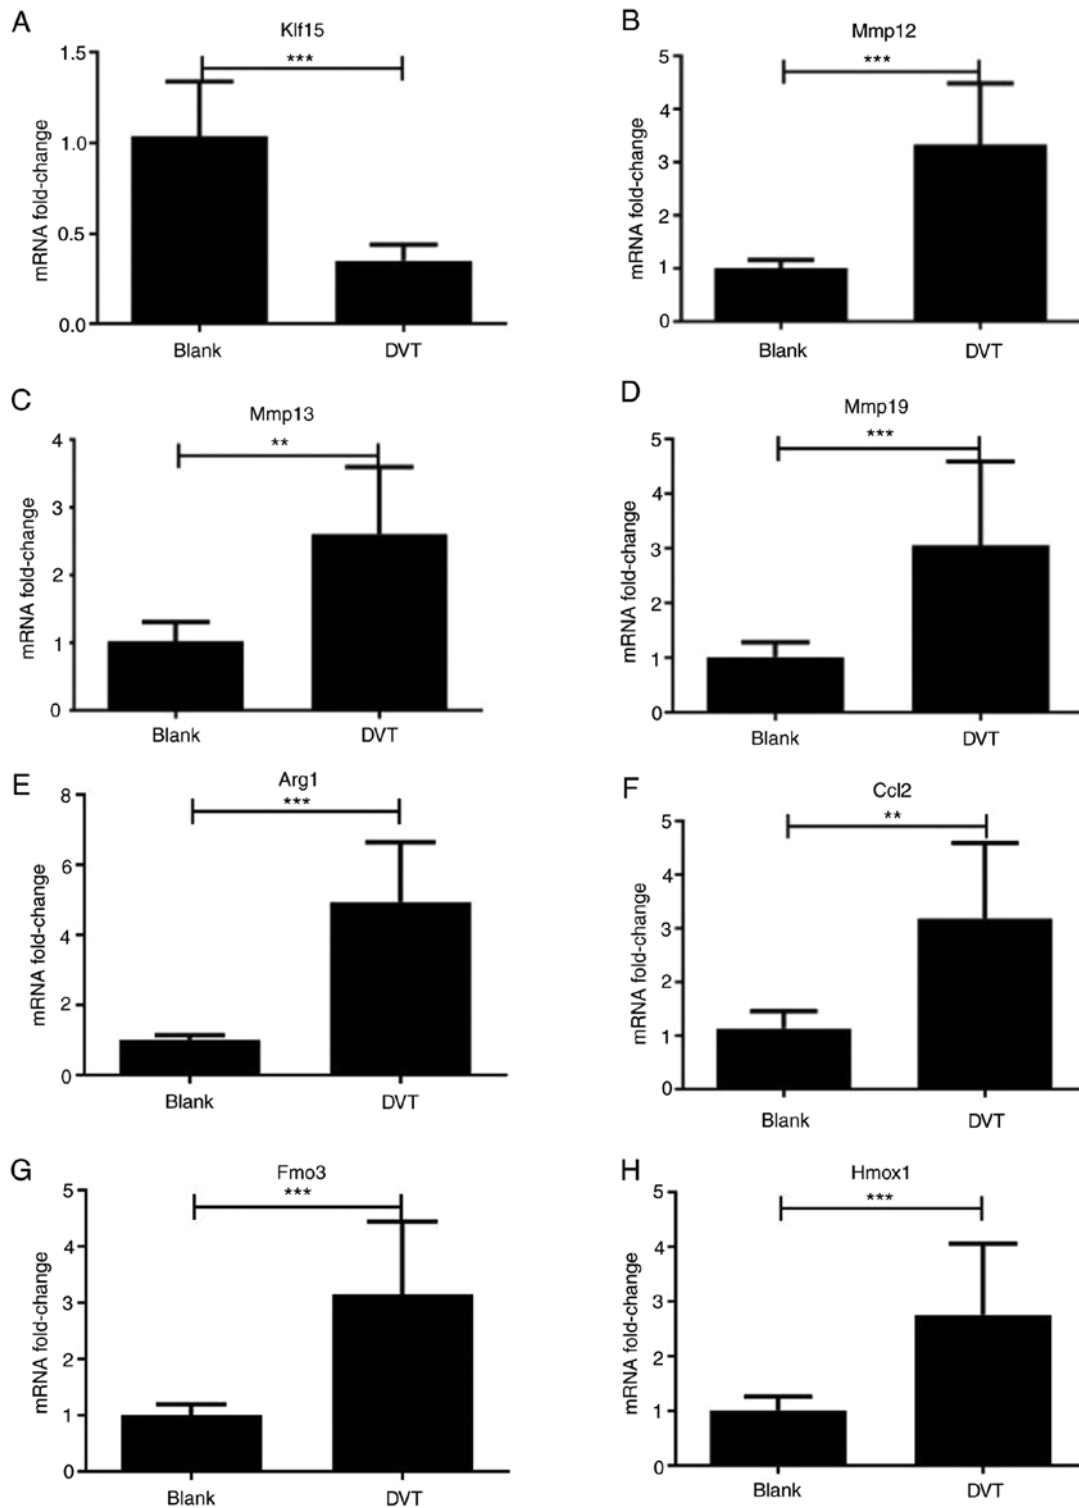 A
Klf15
***
1.5
1.0
0.5
0.0
mRNA fold-change
Blank DVT
B
Mmp12
***
5
4
3
2
1
0
mRNA fold-change
Blank DVT
C
Mmp13
**
4
3
2
1
0
mRNA fold-change
Blank DVT
D
Mmp19
***
5
4
3
2
1
0
mRNA fold-change
Blank DVT
E
Arg1
***
8
6
4
2
0
mRNA fold-change
Blank DVT
F
Ccl2
**
5
4
3
2
1
0
mRNA fold-change
Blank DVT
G
Fmo3
***
5
4
3
2
1
0
mRNA fold-change
Blank DVT
H
Hmox1
***
5
4
3
2
1
0
mRNA fold-change
Blank DVT